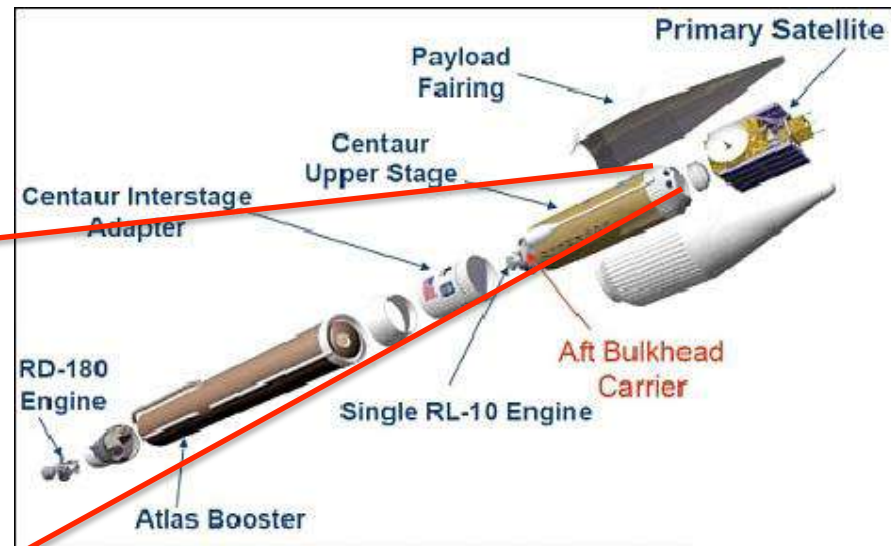 Primary Satellite
Payload
Fairing
Centaur
Upper Stage
Centaur Interstage
Adapter
RD-180
Engine
Aft Bulkhead
Carrier
Single RL-10 Engine
Atlas Booster